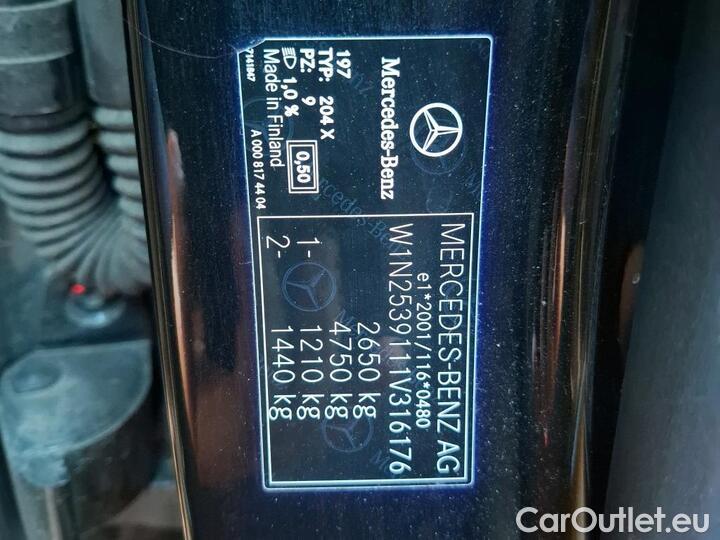 Mercedes-Benz
197
TYP: 204 X
PZ: 9
1,0 %
0,50
Made in Finland
7141847
A 000 817 44 04
MERCEDES-BENZ AG
e1*2001/116*0480
W1N2539111V316176
2650 kg
4750 kg
1- 1210 kg
2- 1440 kg
CarOutlet.eu